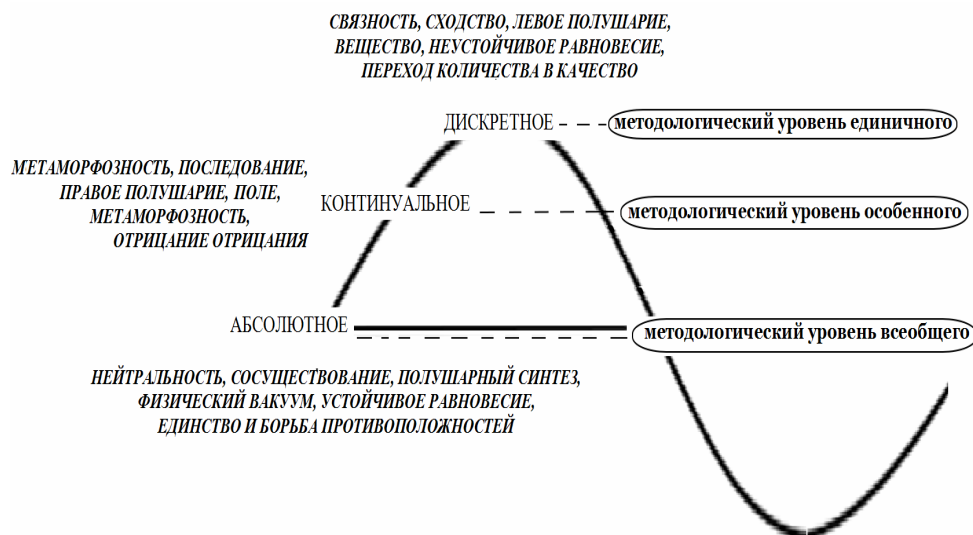 СВЯЗНОСТЬ, СХОДСТВО, ЛЕВОЕ ПОЛУШАРИЕ,
ВЕЩЕСТВО, НЕУСТОЙЧИВОЕ РАВНОВЕСИЕ,
ПЕРЕХОД КОЛИЧЕСТВА В КАЧЕСТВО
ДИСКРЕТНОЕ
методологический уровень единичного
МЕТАМОРФОЗНОСТЬ, ПОСЛЕДОВАНИЕ,
ПРАВОЕ ПОЛУШАРИЕ, ПОЛЕ,
МЕТАМОРФОЗНОСТЬ,
ОТРИЦАНИЕ ОТРИЦАНИЯ
КОНТИНУАЛЬНОЕ
методологический уровень особенного
АБСОЛЮТНОЕ
методологический уровень всеобщего
НЕЙТРАЛЬНОСТЬ, СОСУЩЕСТВОВАНИЕ, ПОЛУШАРНЫЙ СИНТЕЗ,
ФИЗИЧЕСКИЙ ВАКУУМ, УСТОЙЧИВОЕ РАВНОВЕСИЕ,
ЕДИНСТВО И БОРЬБА ПРОТИВОПОЛОЖНОСТЕЙ